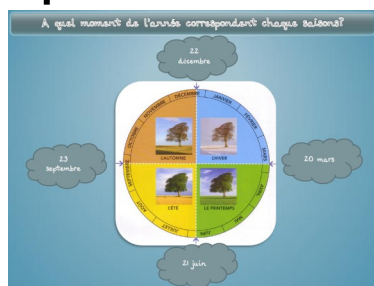 A quel moment de l'année correspondent chaque saisons?
22
décembre
DÉCEMBRE
JANVIER
NOVEMBRE
FÉVRIER
OCTOBRE
MARS
L'AUTOMNE
L'HIVER
23
septembre
20 mars
SEPTEMBRE
AVRIL
L'ÉTÉ
LE PRINTEMPS
AOÛT
MAI
JUILLET
JUIN
21 juin